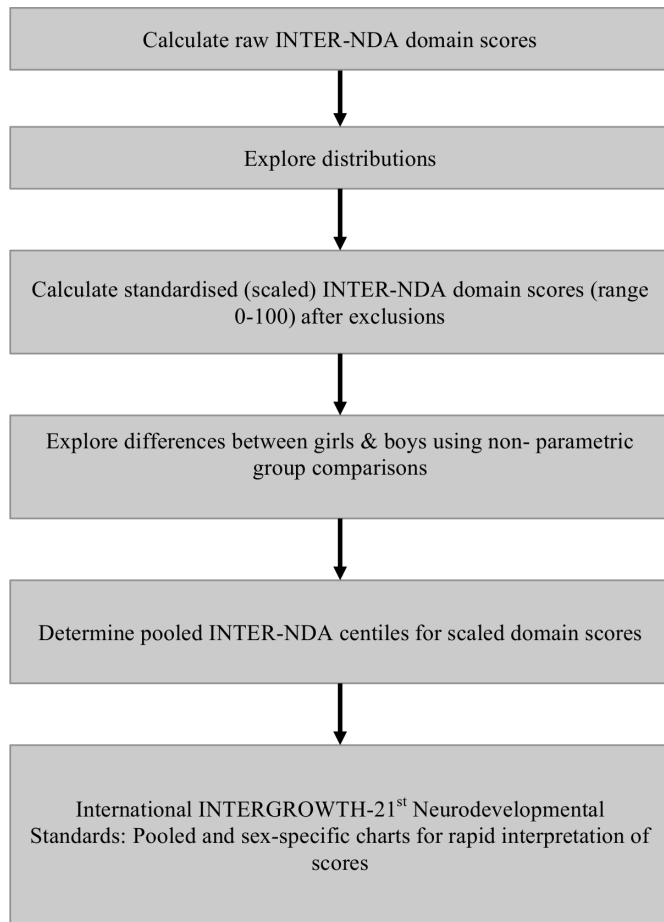 Calculate raw INTER-NDA domain scores
Explore distributions
Calculate standardised (scaled) INTER-NDA domain scores (range
0-100) after exclusions
Explore differences between girls & boys using non- parametric
group comparisons
Determine pooled INTER-NDA centiles for scaled domain scores
International INTERGROWTH-21st Neurodevelopmental
Standards: Pooled and sex-specific charts for rapid interpretation of
scores